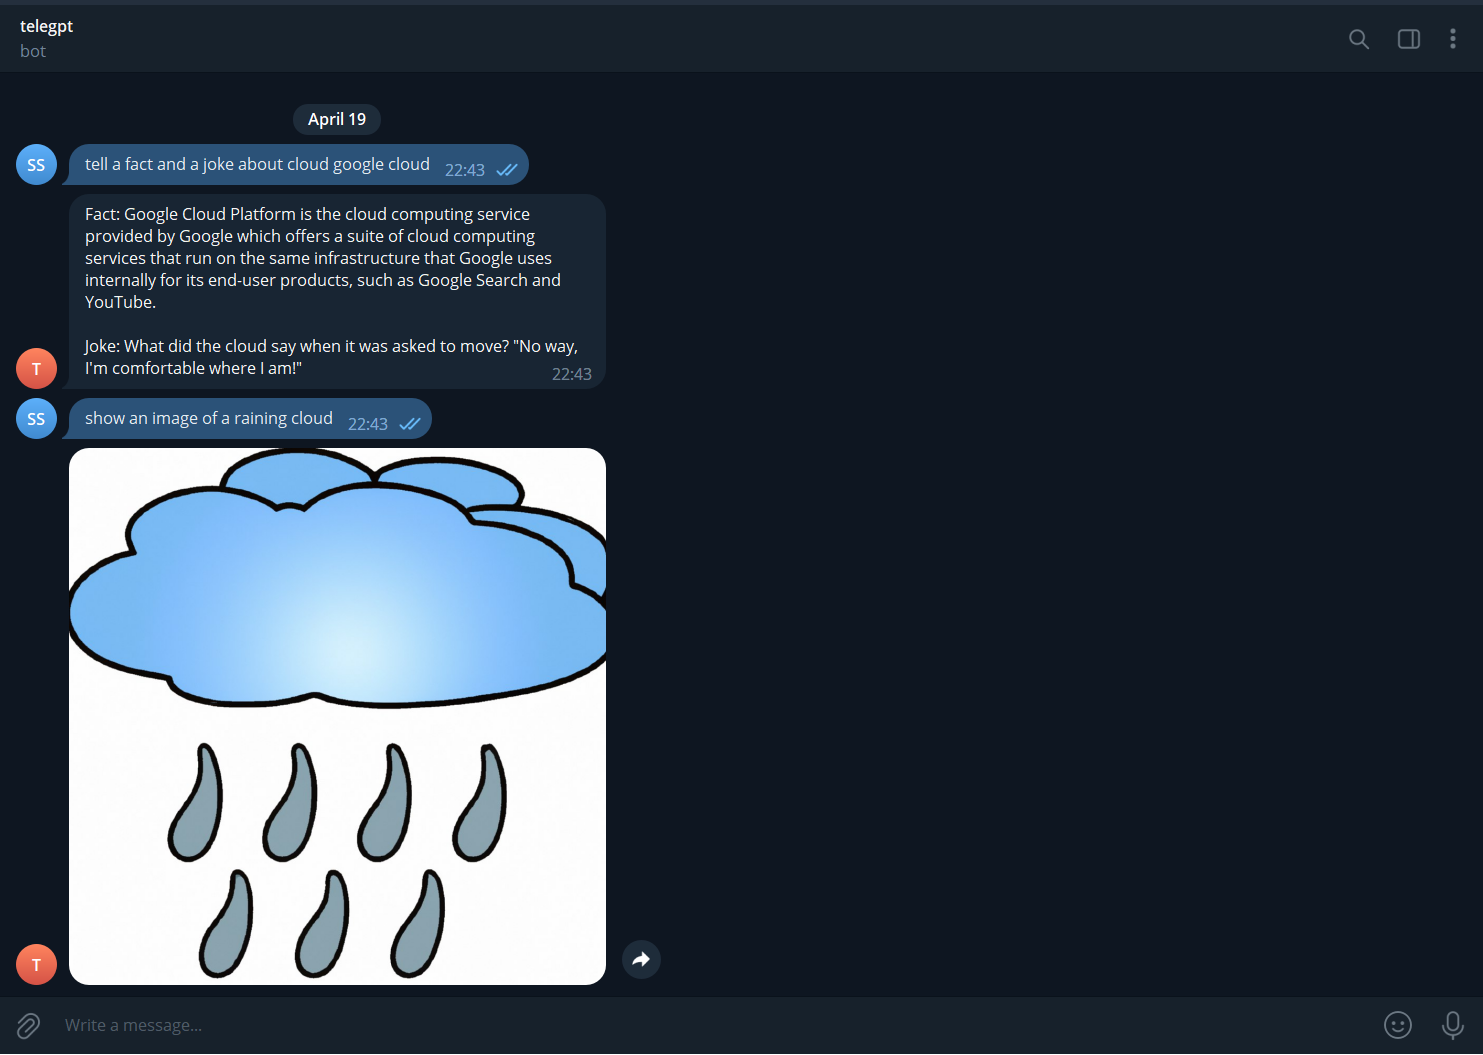 telegpt
bot
April 19
SS
tell a fact and a joke about cloud google cloud 22:43
Fact: Google Cloud Platform is the cloud computing service
provided by Google which offers a suite of cloud computing
services that run on the same infrastructure that Google uses
internally for its end-user products, such as Google Search and
YouTube.
Joke: What did the cloud say when it was asked to move? "No way,
I'm comfortable where I am!"
22:43
T
SS
show an image of a raining cloud 22:43
T
Write a message...